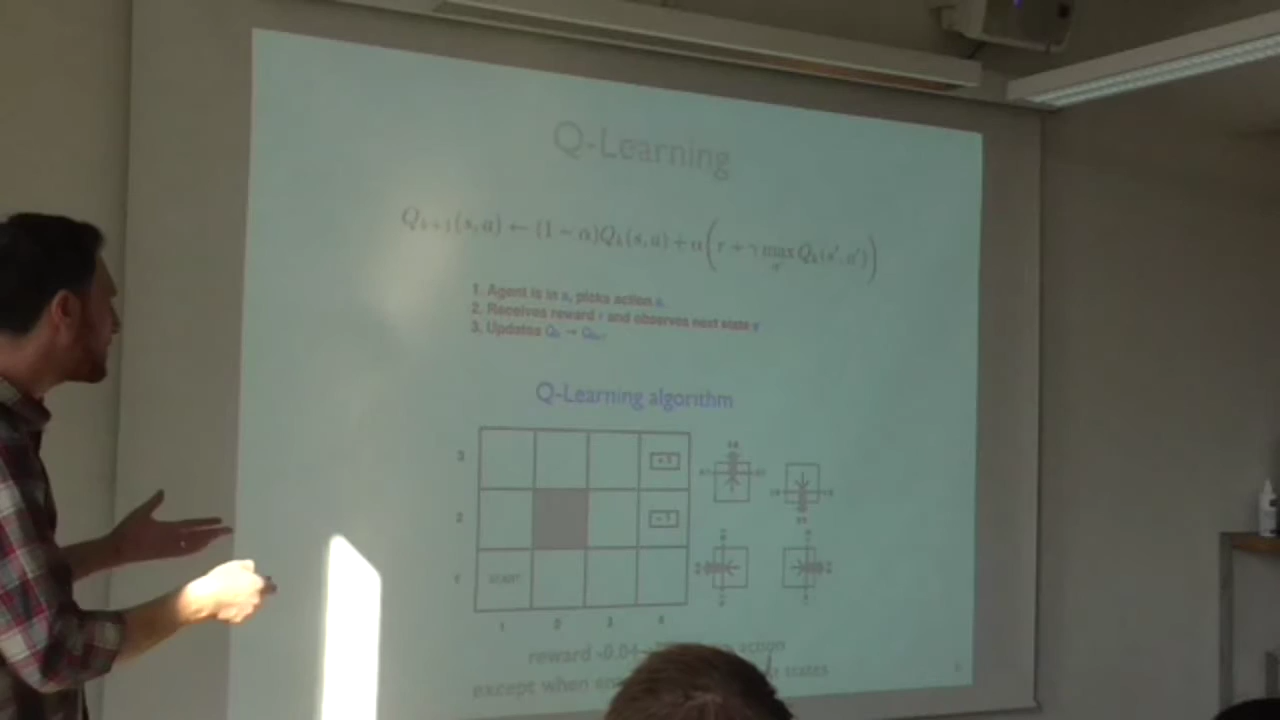 Q-Learning
Q_{k+1}(s,a) ← (1 − α)Q_k(s,a) + α(r + γ max_{a'} Q_k(s',a'))
1. Agent is in s, picks action a.
2. Receives reward r and observes next state s'
3. Updates Q_k → Q_{k+1}
Q-Learning algorithm
3 +1
2 −1
1 START
1 2 3 4
reward -0.04 action
except when states